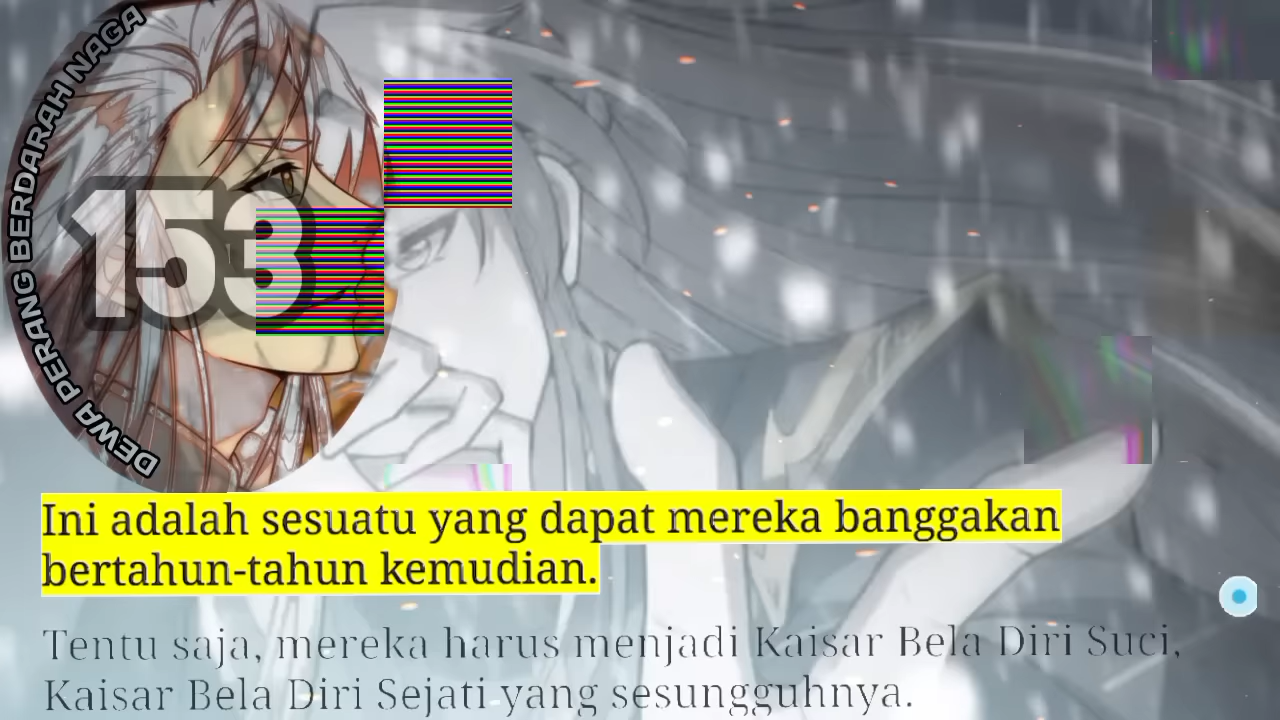 DEWA PERANG BERDARAH NAGA
153
Ini adalah sesuatu yang dapat mereka banggakan
bertahun-tahun kemudian.
Tentu saja, mereka harus menjadi Kaisar Bela Diri Suci,
Kaisar Bela Diri Sejati yang sesungguhnya.